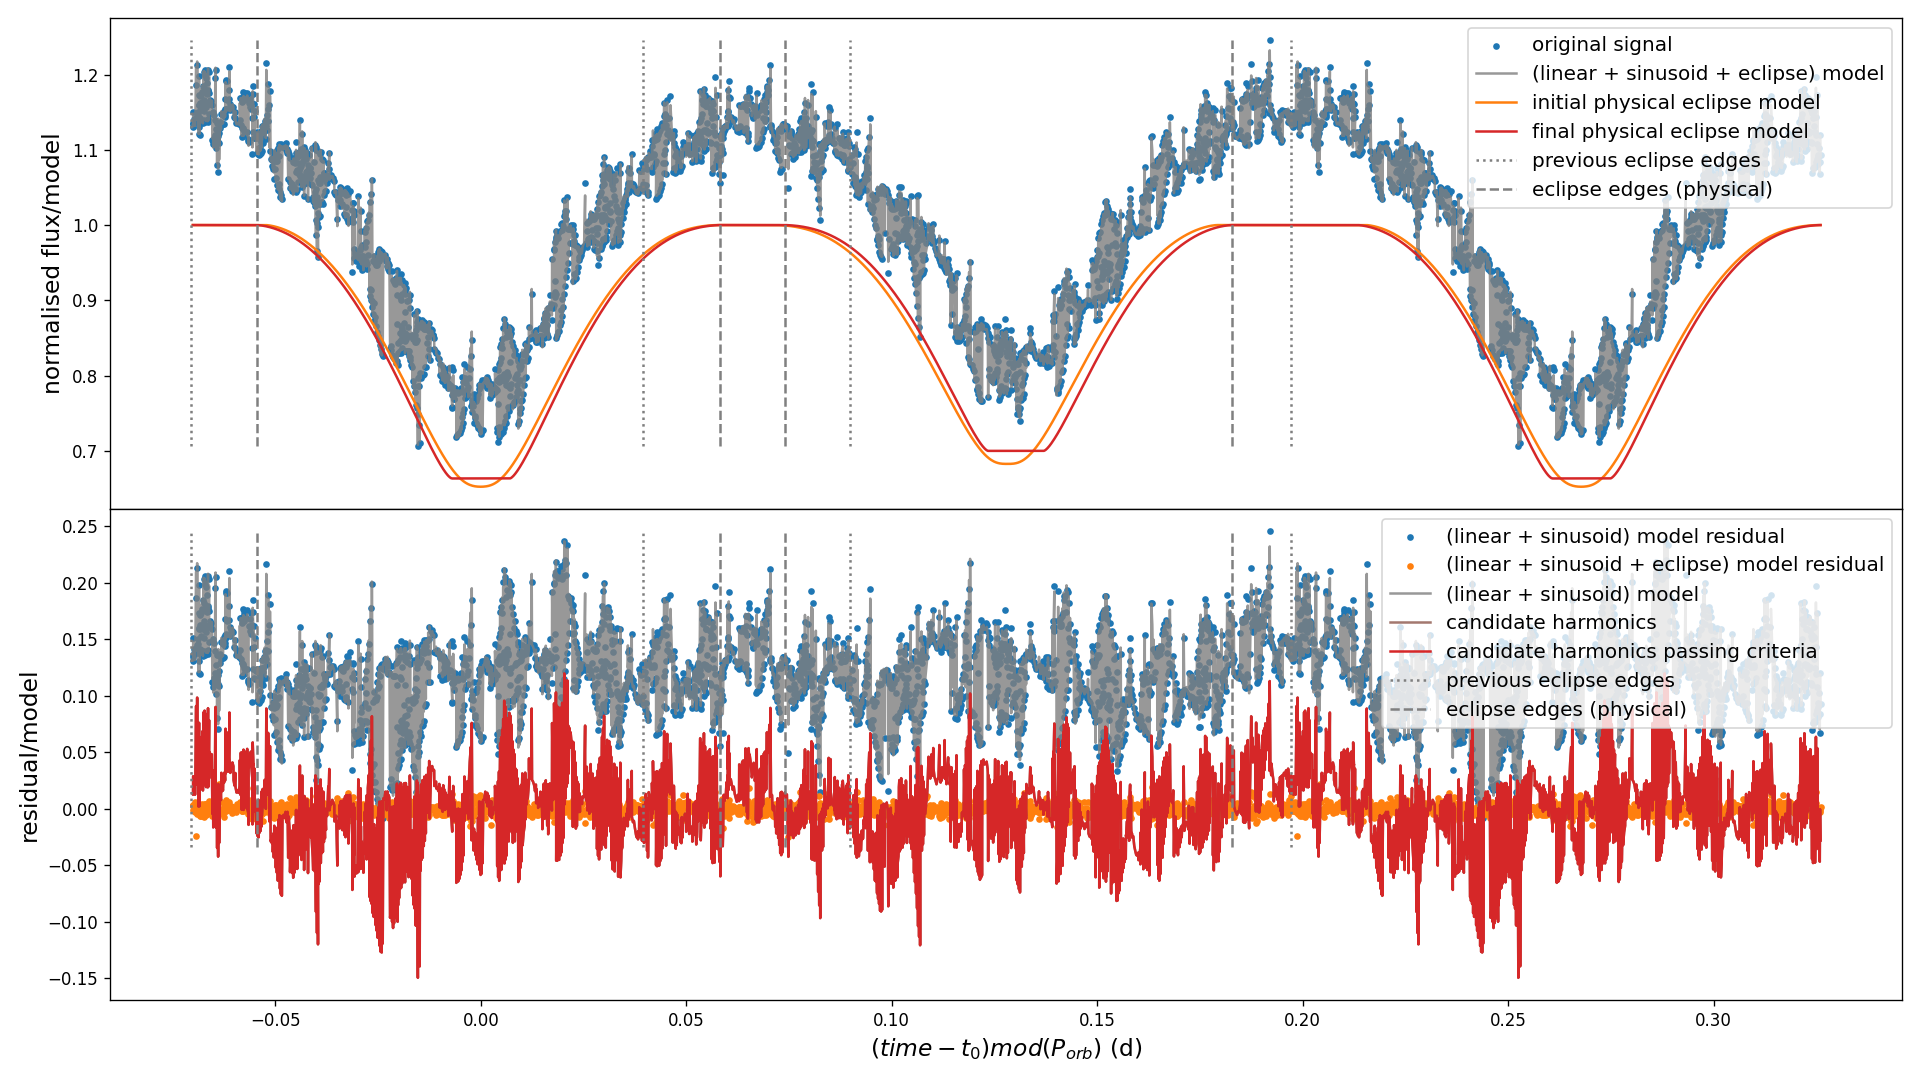 normalised flux/model
1.2
1.1
1.0
0.9
0.8
0.7
original signal
(linear + sinusoid + eclipse) model
initial physical eclipse model
final physical eclipse model
previous eclipse edges
eclipse edges (physical)
residual/model
0.25
0.20
0.15
0.10
0.05
0.00
−0.05
−0.10
−0.15
(linear + sinusoid) model residual
(linear + sinusoid + eclipse) model residual
(linear + sinusoid) model
candidate harmonics
candidate harmonics passing criteria
previous eclipse edges
eclipse edges (physical)
−0.05 0.00 0.05 0.10 0.15 0.20 0.25 0.30
(time − t₀)mod(P_orb) (d)